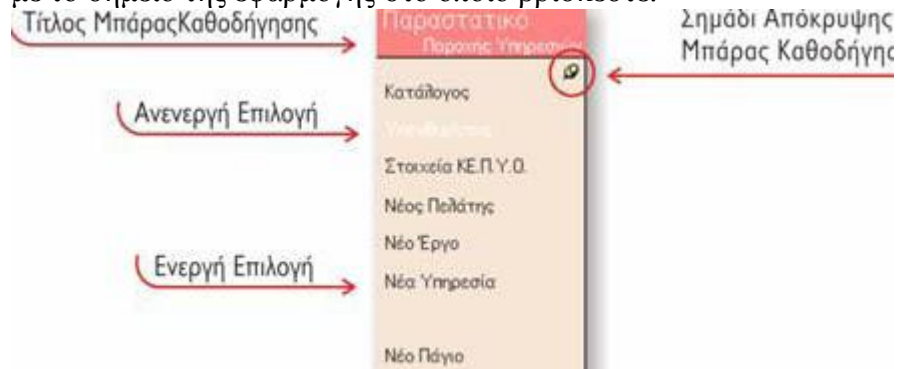 με το σημείο της εφαρμογής στο οποίο βρίσκεστε.
Τίτλος ΜπάραςΚαθοδήγησης
Παραστατικό
Παροχής Υπηρεσιών
Σημάδι Απόκρυψης
Μπάρας Καθοδήγησ
Κατάλογος
Ανενεργή Επιλογή
Υπενθυμίσεις
Στοιχεία ΚΕ.Π.Υ.Ο.
Νέος Πελάτης
Νέο Έργο
Ενεργή Επιλογή
Νέα Υπηρεσία
Νέο Πάγιο